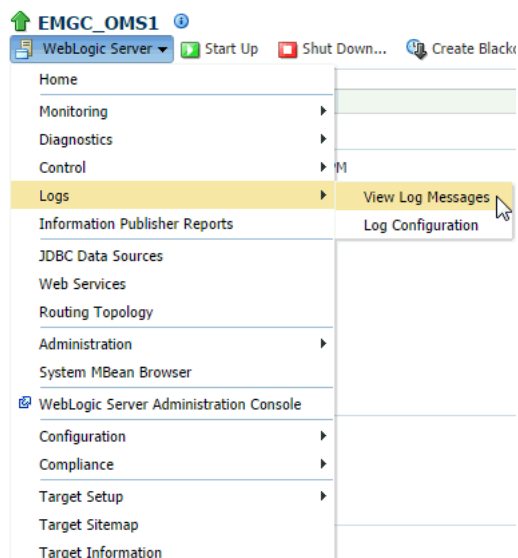 EMGC_OMS1
WebLogic Server Start Up Shut Down...
Home
Monitoring
Diagnostics
Control
Logs View Log Messages
Information Publisher Reports Log Configuration
JDBC Data Sources
Web Services
Routing Topology
Administration
System MBean Browser
WebLogic Server Administration Console
Configuration
Compliance
Target Setup
Target Sitemap
Target Information